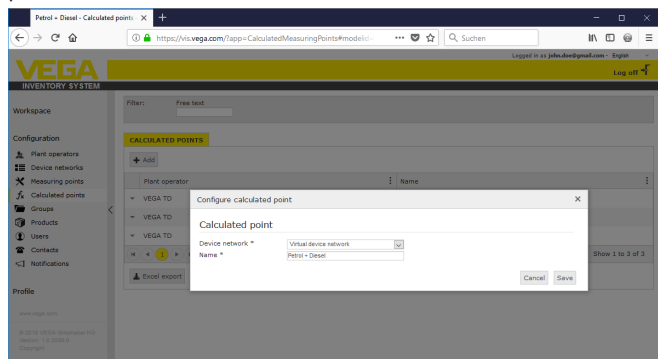 Petrol + Diesel - Calculated points
https://vis.vega.com/?app=CalculatedMeasuringPoints#modelid
Suchen
Logged in as john.doe@gmail.com - English
VEGA
Log off
INVENTORY SYSTEM
Workspace
Filter: Free text
Configuration
CALCULATED POINTS
Plant operators
Add
Device networks
Measuring points
Plant operator Name
Calculated points
VEGA TD
Groups
VEGA TD
Products
Users
VEGA TD
Contacts
1
Show 1 to 3 of 3
Notifications
Excel export
Profile
www.vega.com
Copyright
Configure calculated point
Calculated point
Device network * Virtual device network
Name * Petrol + Diesel
Cancel Save